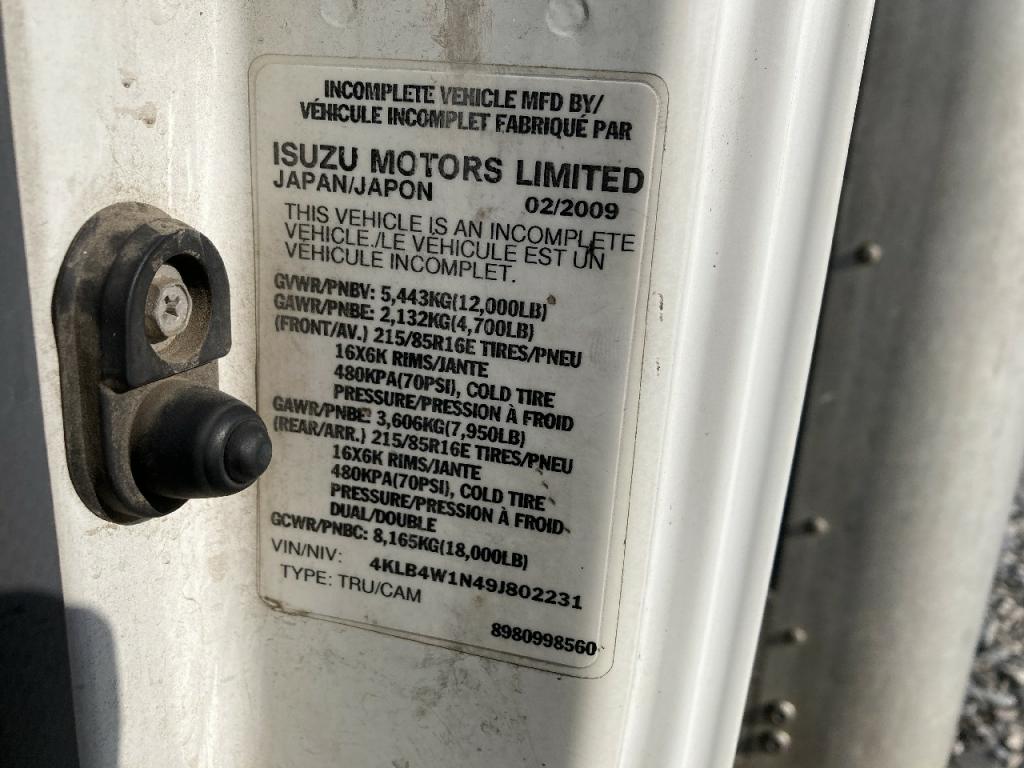 INCOMPLETE VEHICLE MFD BY/
VÉHICULE INCOMPLET FABRIQUÉ PAR
ISUZU MOTORS LIMITED
JAPAN/JAPON 02/2009
THIS VEHICLE IS AN INCOMPLETE
VEHICLE./LE VÉHICULE EST UN
VÉHICULE INCOMPLET.
GVWR/PNBV: 5,443KG(12,000LB)
GAWR/PNBE: 2,132KG(4,700LB)
(FRONT/AV.) 215/85R16E TIRES/PNEU
16X6K RIMS/JANTE
480KPA(70PSI), COLD TIRE
PRESSURE/PRESSION À FROID
GAWR/PNBE: 3,606KG(7,950LB)
(REAR/ARR.) 215/85R16E TIRES/PNEU
16X6K RIMS/JANTE
480KPA(70PSI), COLD TIRE
PRESSURE/PRESSION À FROID
DUAL/DOUBLE
GCWR/PNBC: 8,165KG(18,000LB)
VIN/NIV: 4KLB4W1N49J802231
TYPE: TRU/CAM
8980998560